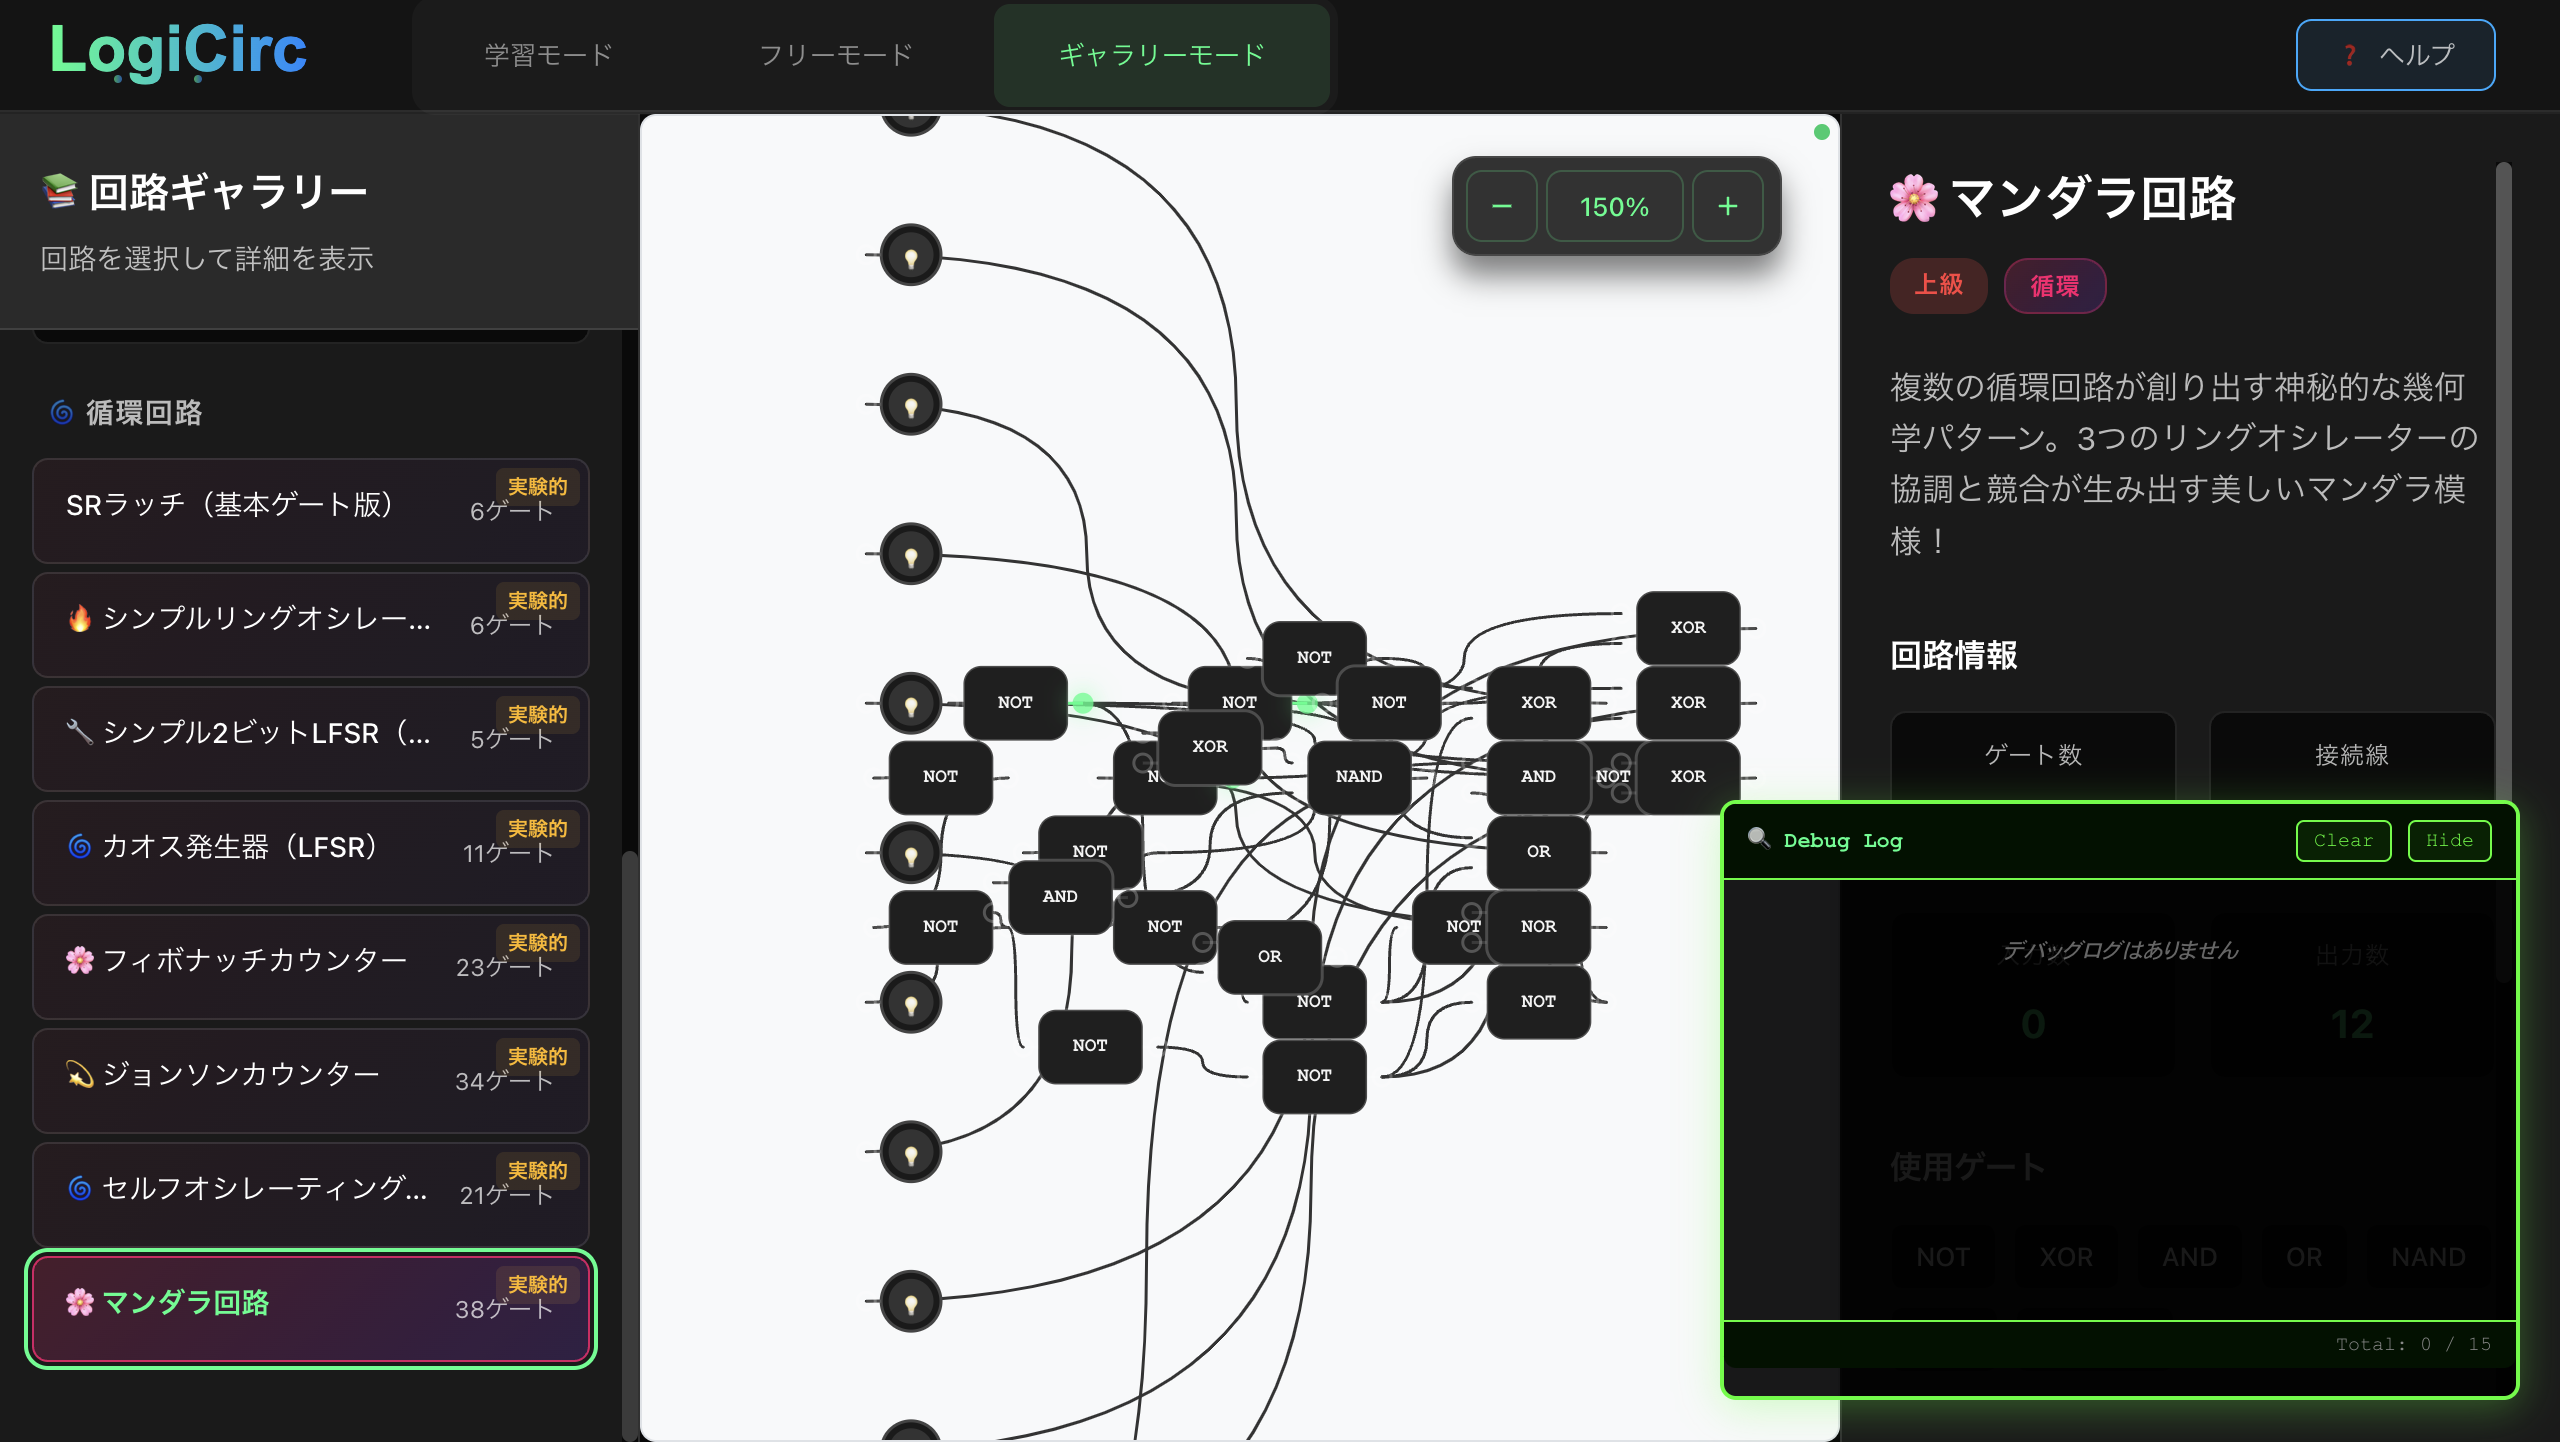 LogiCirc
学習モード
フリーモード
ギャラリーモード
❓ ヘルプ
📚 回路ギャラリー
回路を選択して詳細を表示
🌀 循環回路
SRラッチ（基本ゲート版）
実験的
6ゲート
🔥 シンプルリングオシレー...
実験的
6ゲート
🔧 シンプル2ビットLFSR（...
実験的
5ゲート
🌀 カオス発生器（LFSR）
実験的
11ゲート
🌸 フィボナッチカウンター
実験的
23ゲート
💫 ジョンソンカウンター
実験的
34ゲート
🌀 セルフオシレーティング...
実験的
21ゲート
🌸 マンダラ回路
実験的
38ゲート
− 150% +
XOR
NOT
NOT
NOT
NOT
XOR
XOR
XOR
NOT
NAND
AND
NOT
XOR
NOT
OR
AND
NOT
NOT
NOT
NOR
OR
NOT
NOT
NOT
NOT
🌸 マンダラ回路
上級
循環
複数の循環回路が創り出す神秘的な幾何
学パターン。3つのリングオシレーターの
協調と競合が生み出す美しいマンダラ模
様！
回路情報
ゲート数
接続線
🔍 Debug Log
Clear
Hide
デバッグログはありません
出力数
0
12
使用ゲート
NOT
XOR
AND
OR
NAND
Total: 0 / 15